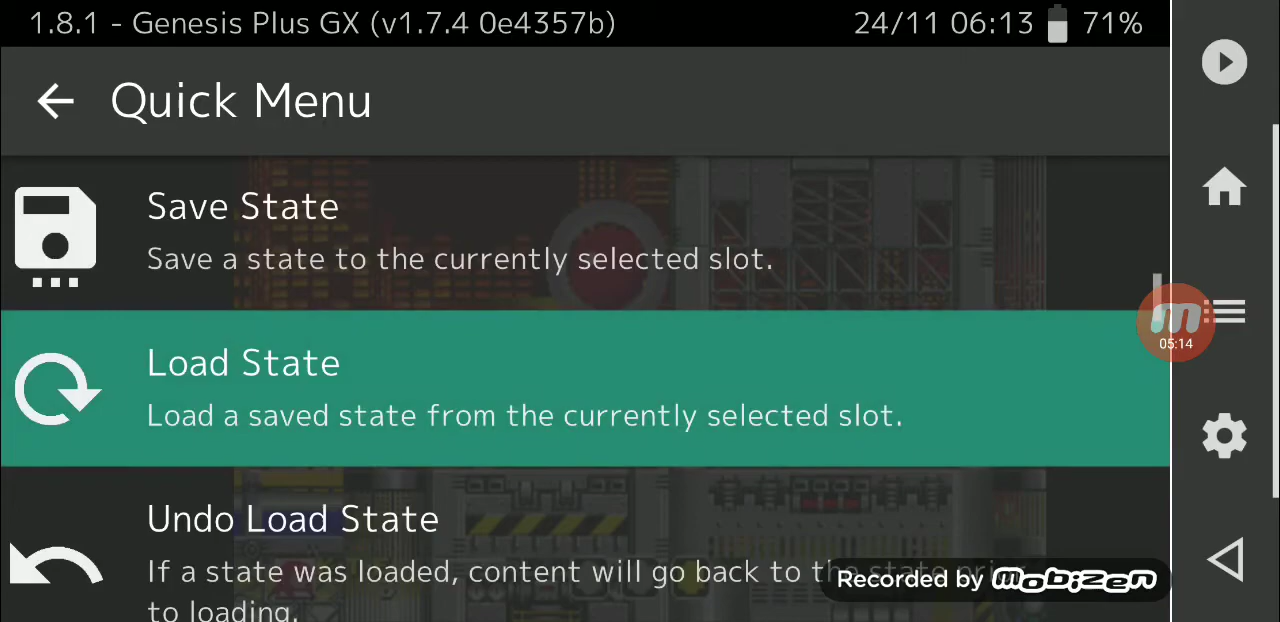 1.8.1 - Genesis Plus GX (v1.7.4 0e4357b)
24/11 06:13
71%
Quick Menu
Save State
Save a state to the currently selected slot.
Load State
Load a saved state from the currently selected slot.
m
05:14
Undo Load State
If a state was loaded, content will go back to the state prior
to loading.
Recorded by mobizen